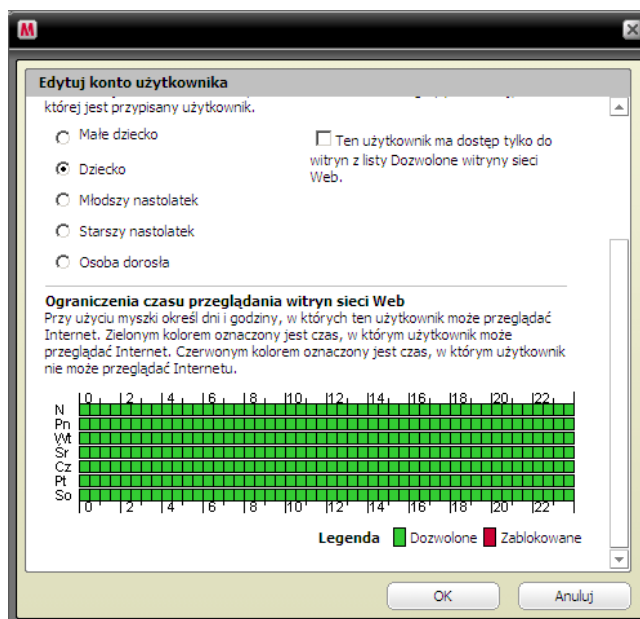 M
Edytuj konto użytkownika
której jest przypisany użytkownik.
Małe dziecko
Dziecko
Młodszy nastolatek
Starszy nastolatek
Osoba dorosła
Ten użytkownik ma dostęp tylko do
witryn z listy Dozwolone witryny sieci
Web.
Ograniczenia czasu przeglądania witryn sieci Web
Przy użyciu myszki określ dni i godziny, w których ten użytkownik może przeglądać
Internet. Zielonym kolorem oznaczony jest czas, w którym użytkownik może
przeglądać Internet. Czerwonym kolorem oznaczony jest czas, w którym użytkownik
nie może przeglądać Internetu.
0 2 4 6 8 10 12 14 16 18 20 22
N
Pn
Wt
Śr
Cz
Pt
So
0 2 4 6 8 10 12 14 16 18 20 22
Legenda Dozwolone Zablokowane
OK Anuluj